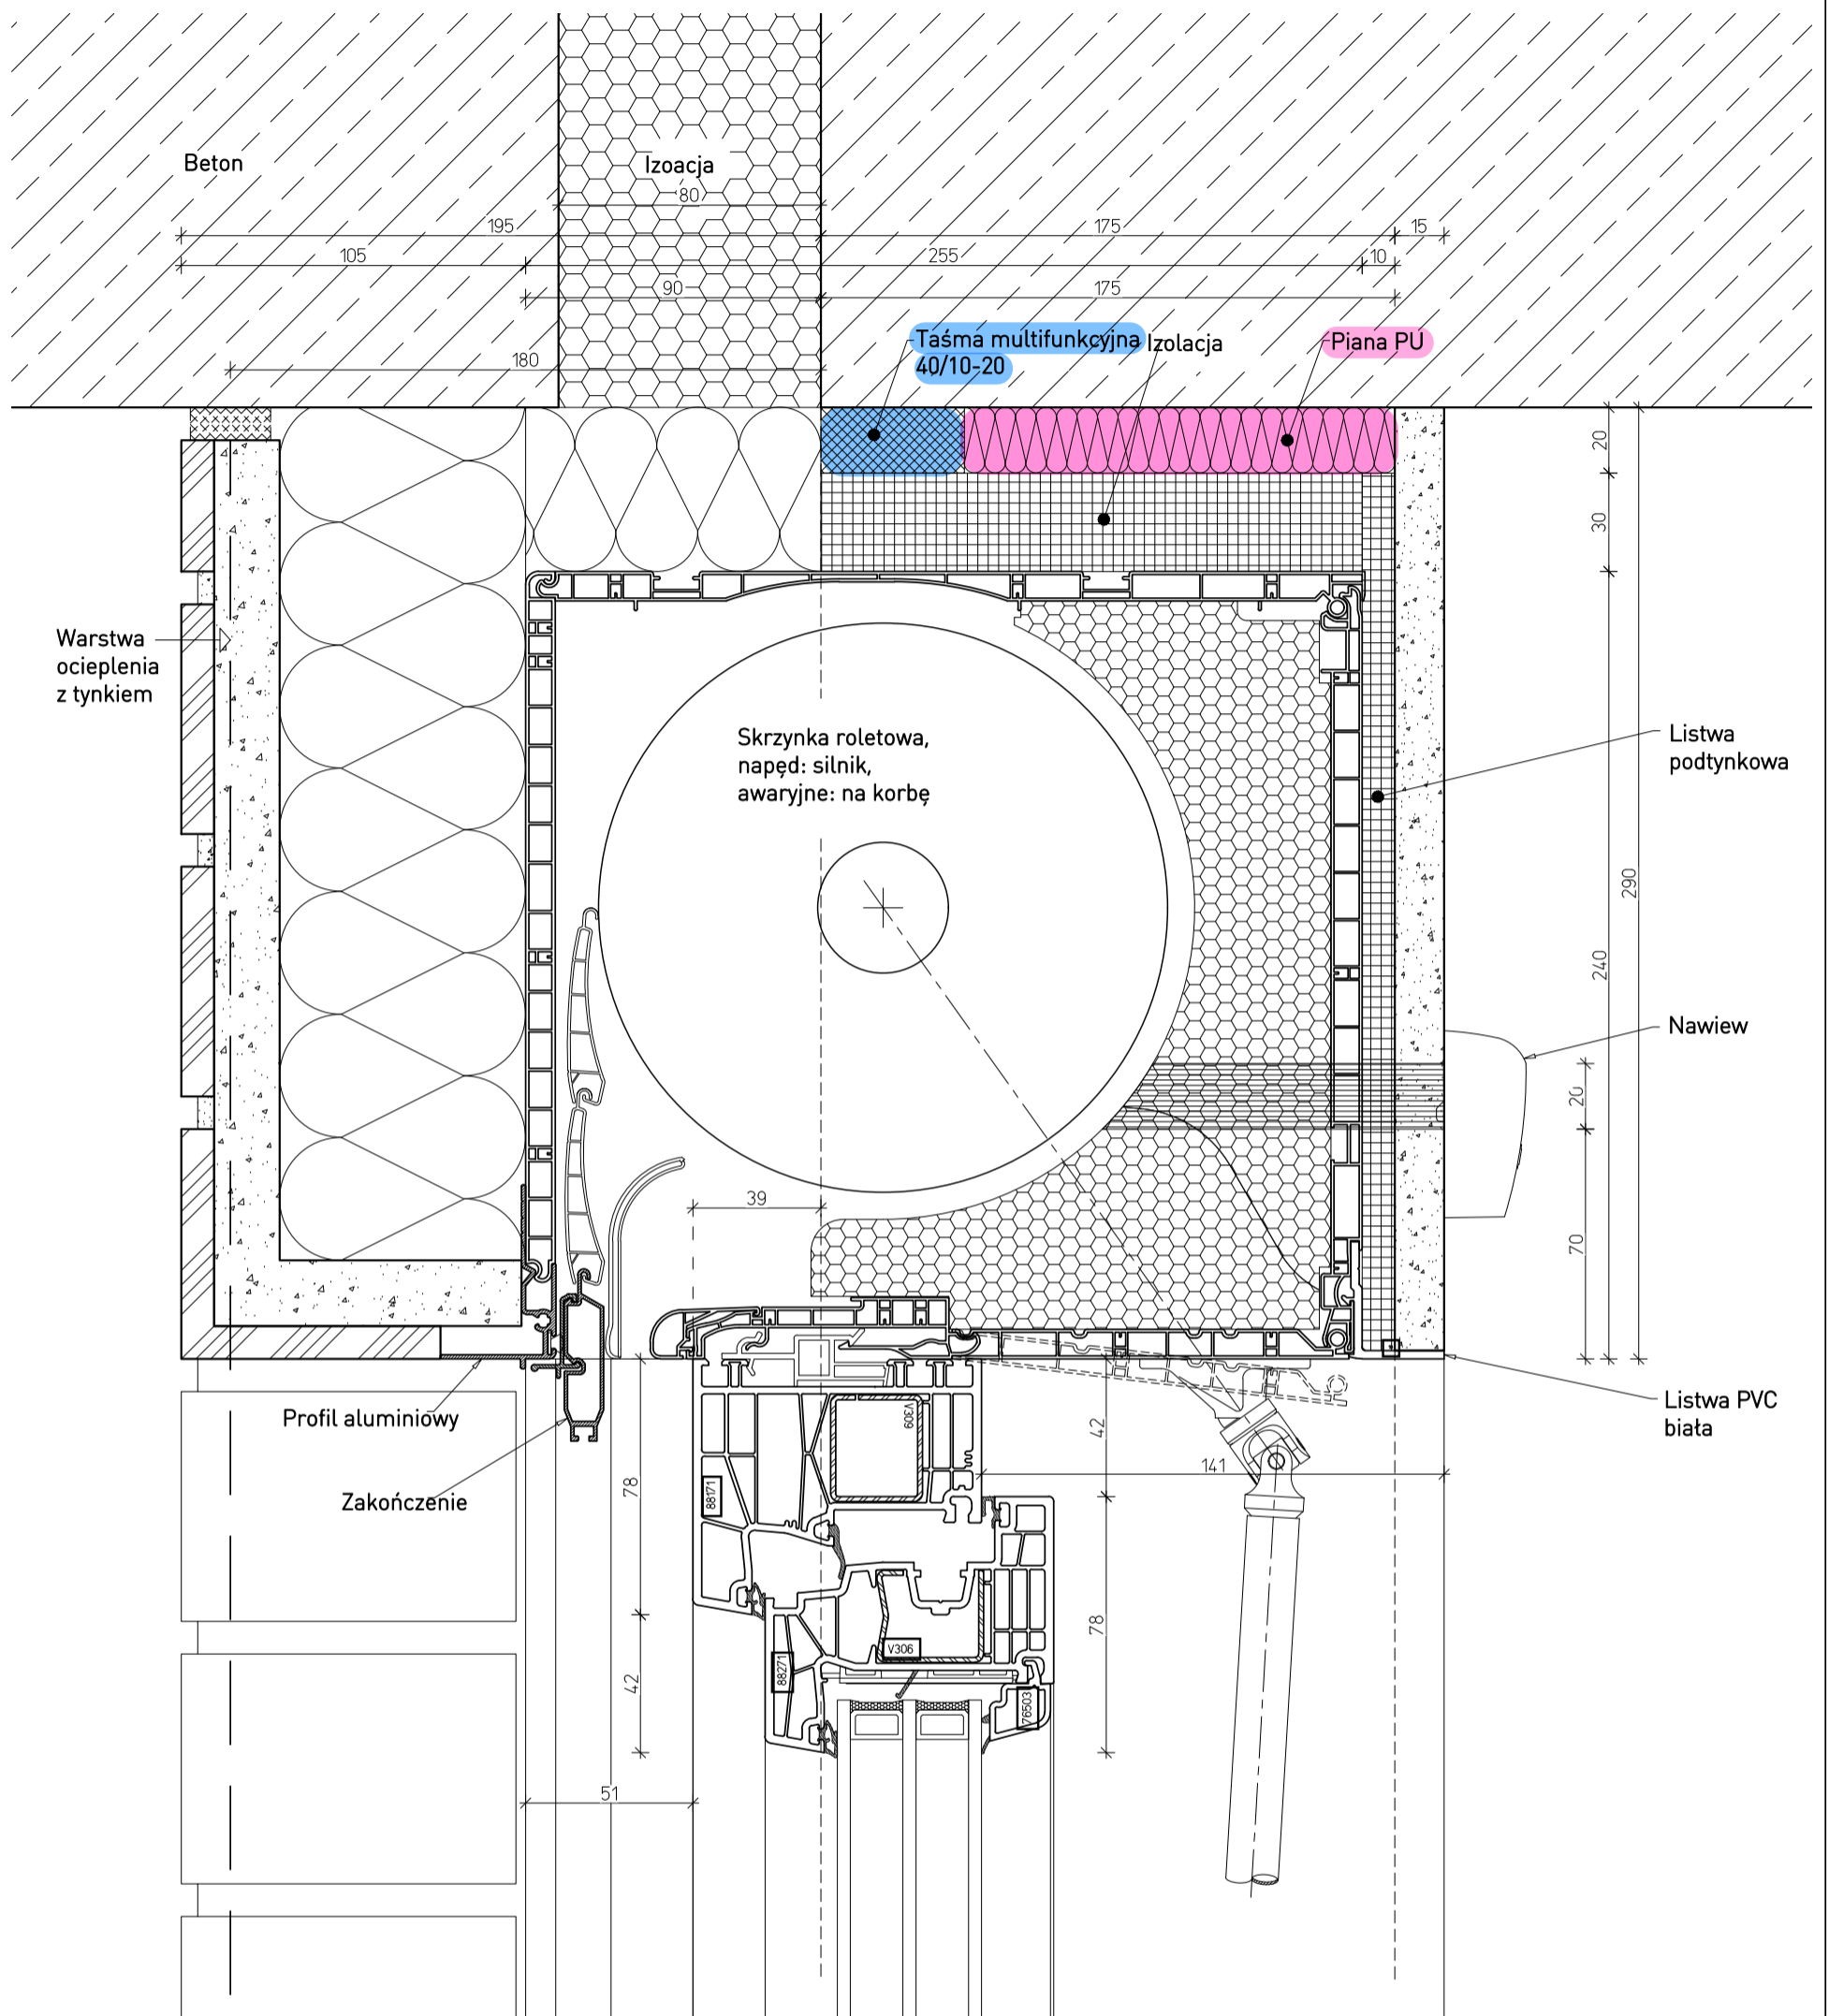 Beton
Izoacja
80
195
175
15
105
255
10
90
175
Taśma multifunkcyjna
40/10-20
Izolacja
Piana PU
180
20
30
Warstwa
ocieplenia
z tynkiem
Skrzynka roletowa,
napęd: silnik,
awaryjne: na korbę
Listwa
podtynkowa
290
240
Nawiew
20
39
70
Profil aluminiowy
Listwa PVC
biała
V309
42
141
78
88171
Zakończenie
78
V306
88271
42
76503
51